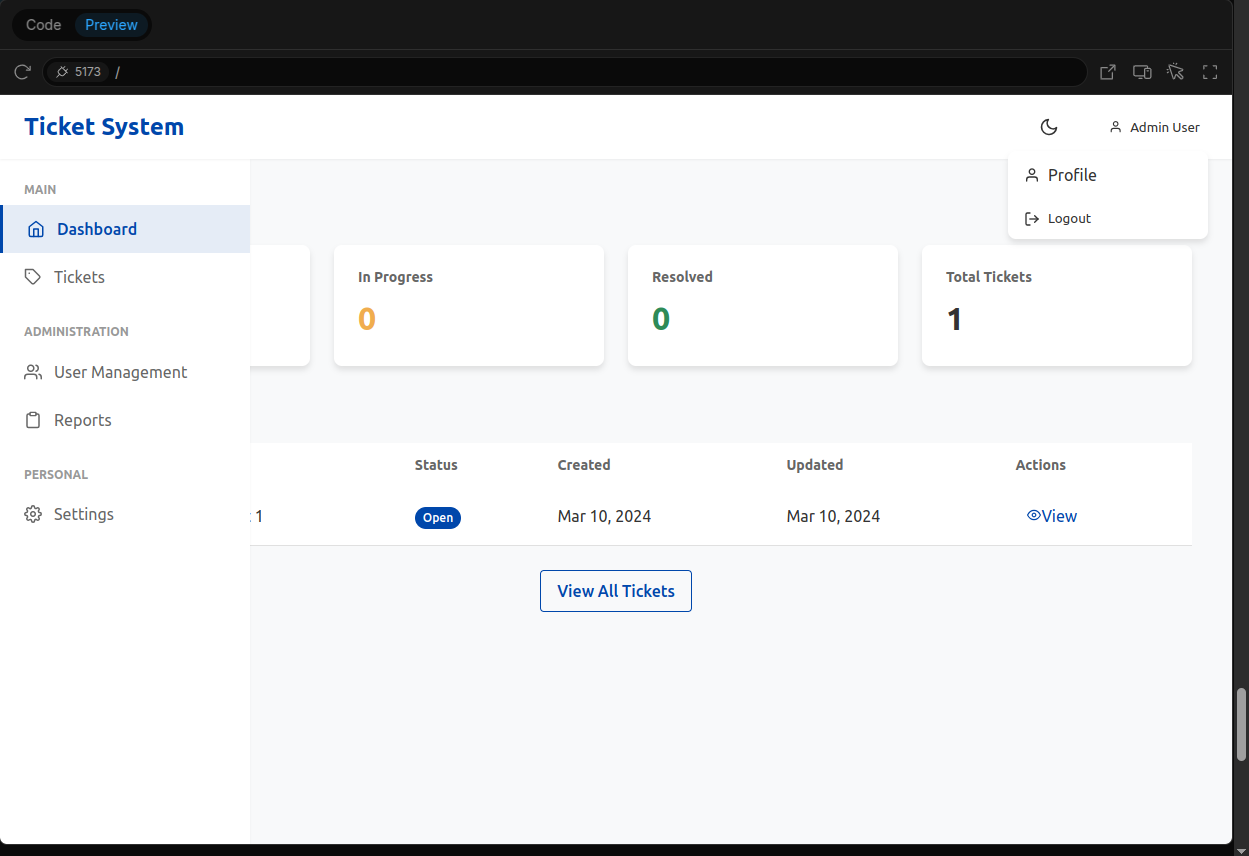 Code Preview
5173 /
Ticket System
Admin User
Profile
Logout
MAIN
Dashboard
Tickets
ADMINISTRATION
User Management
Reports
PERSONAL
Settings
In Progress
0
Resolved
0
Total Tickets
1
Status Created Updated Actions
1 Open Mar 10, 2024 Mar 10, 2024 View
View All Tickets